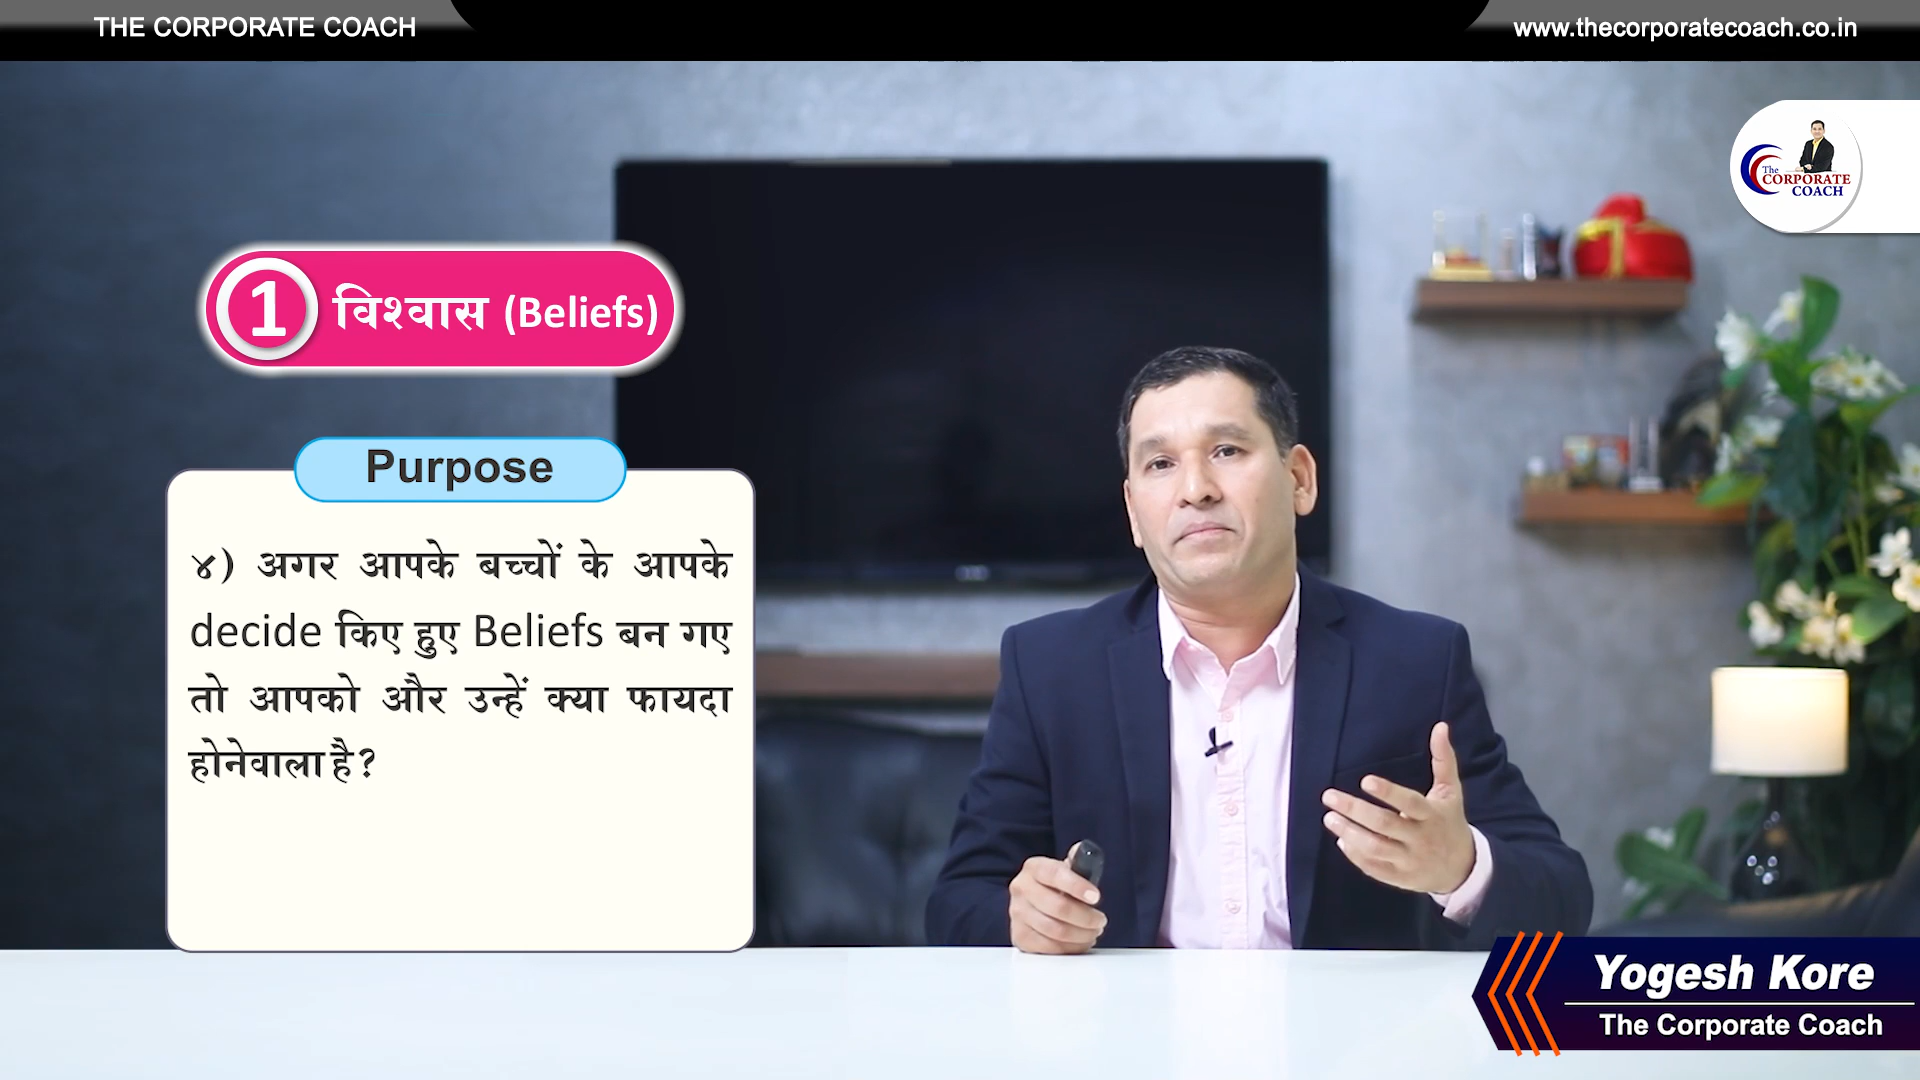 THE CORPORATE COACH
www.thecorporatecoach.co.in
The
CORPORATE
COACH
1 विश्वास (Beliefs)
Purpose
४) अगर आपके बच्चों के आपके
decide किए हुए Beliefs बन गए
तो आपको और उन्हें क्या फायदा
होनेवाला है?
Yogesh Kore
The Corporate Coach